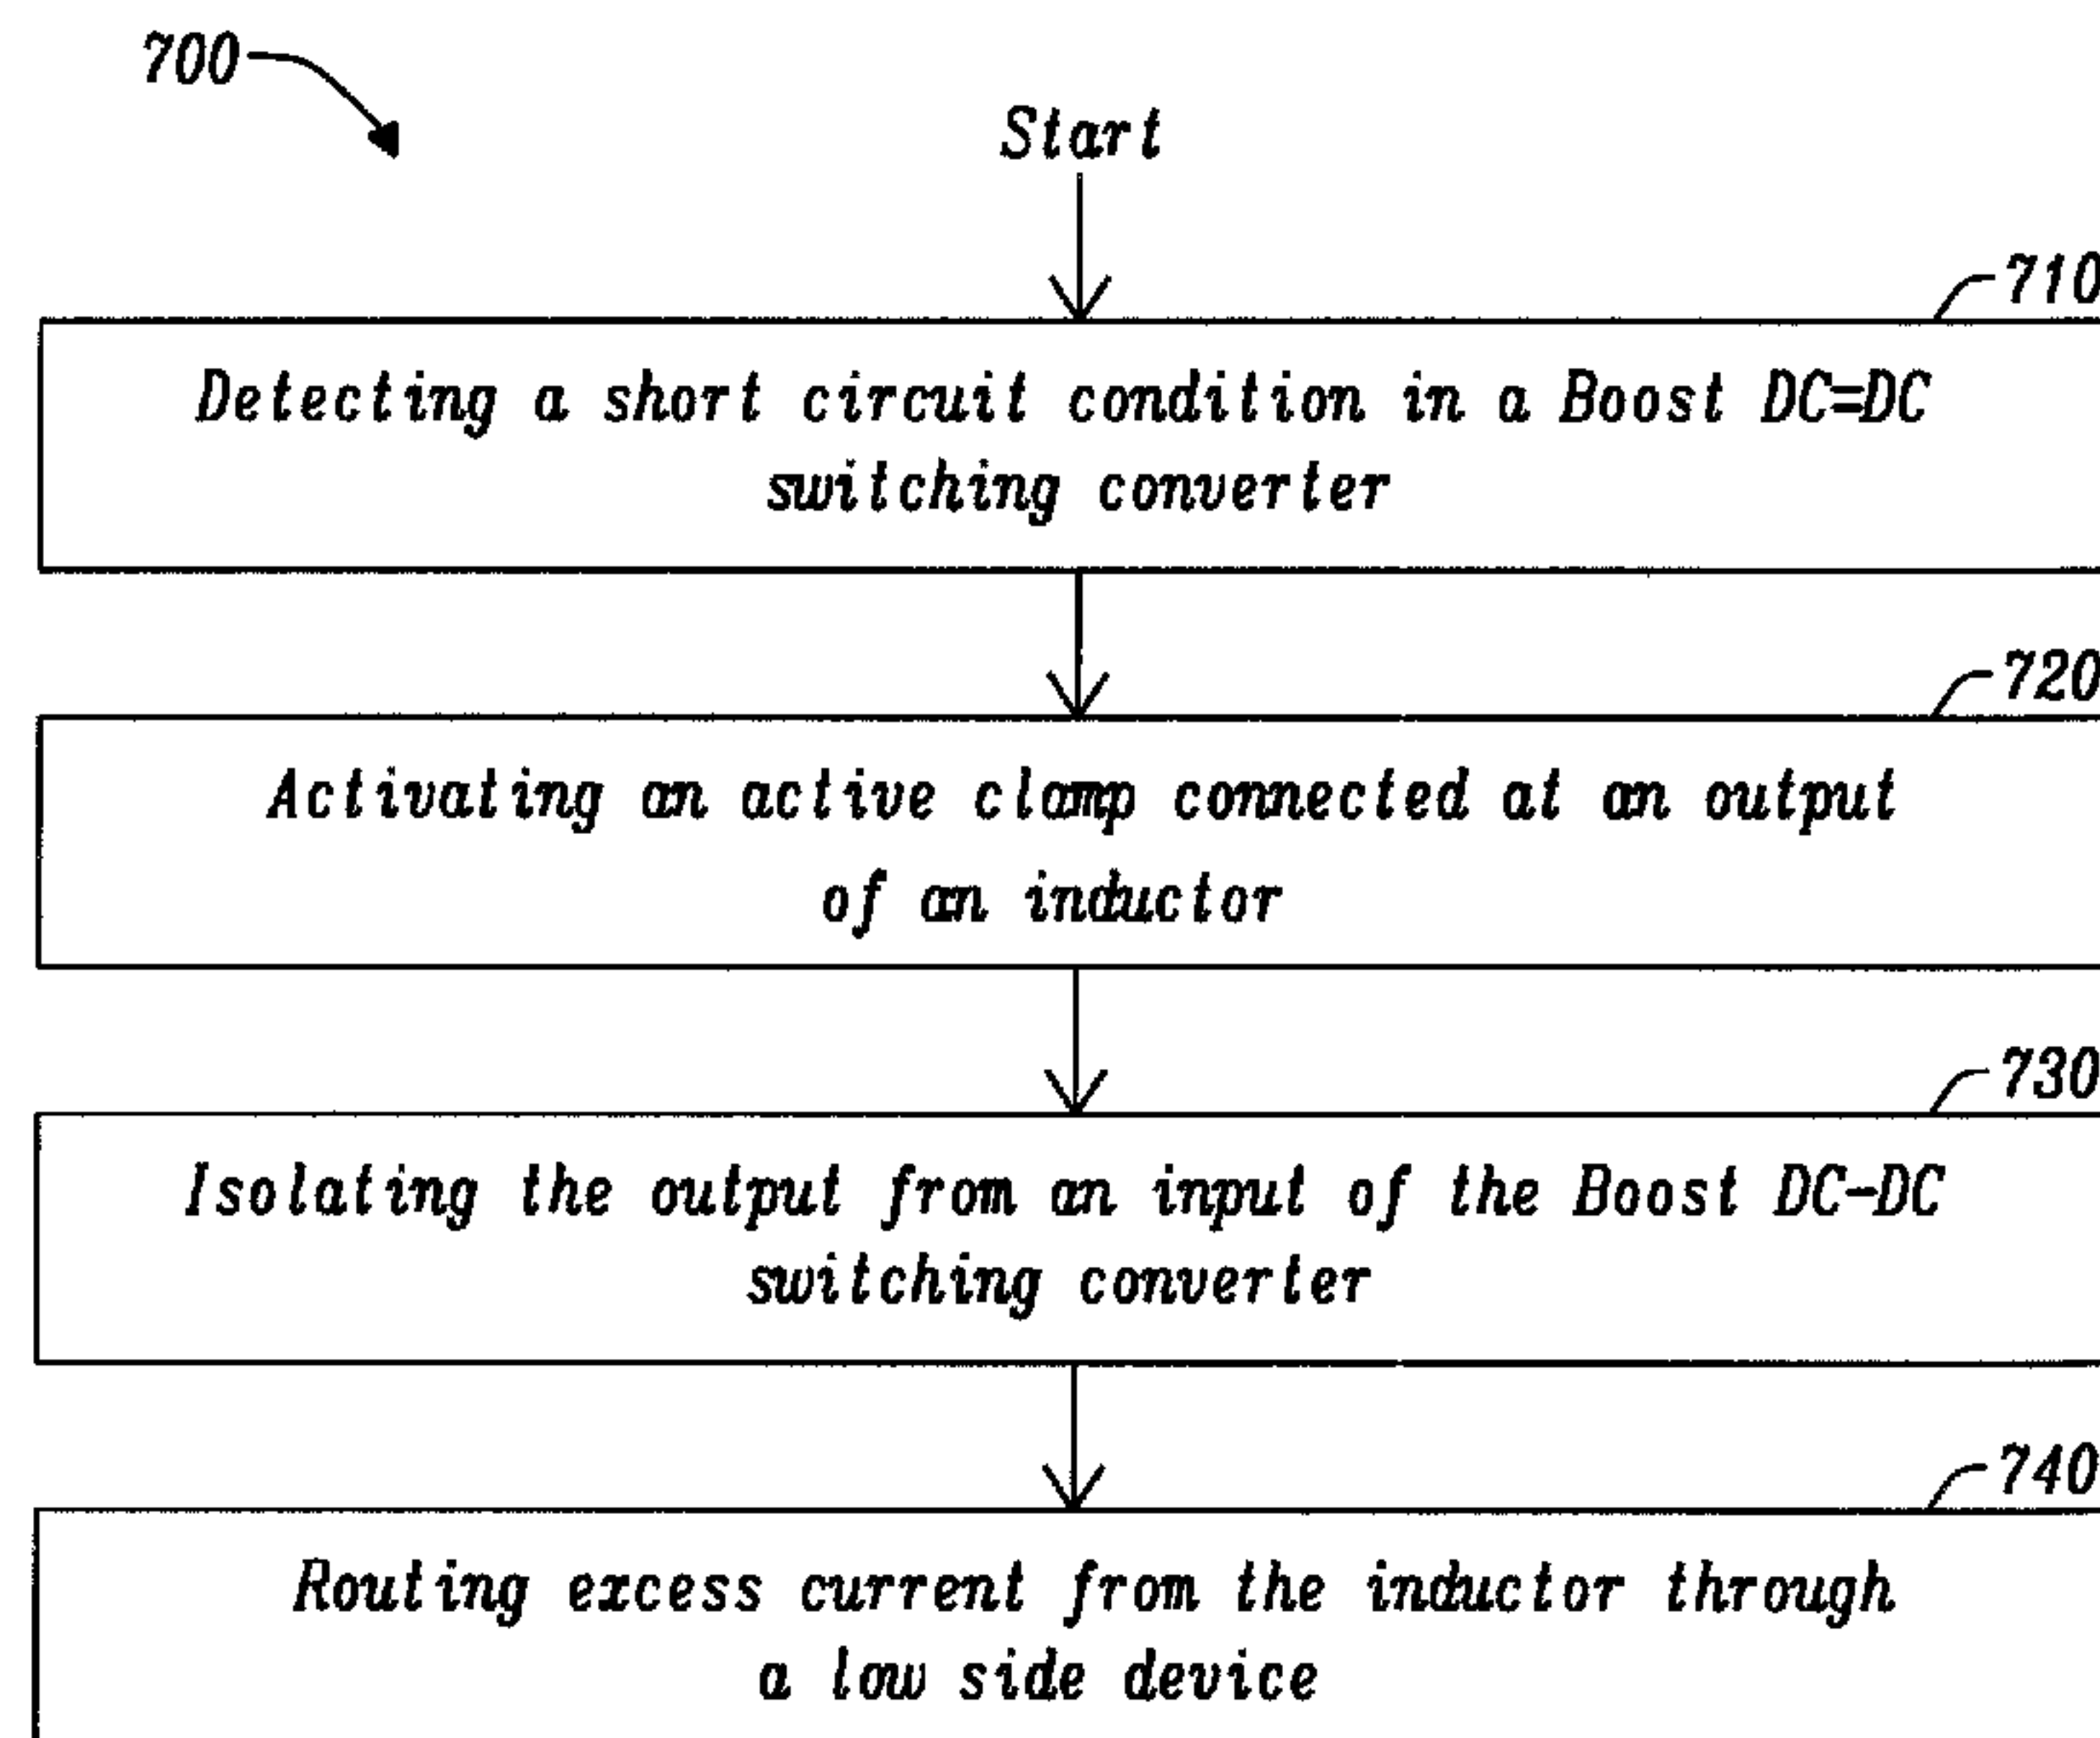 700
Start
710
Detecting a short circuit condition in a Boost DC=DC
switching converter
720
Activating an active clamp connected at an output
of an inductor
730
Isolating the output from an input of the Boost DC-DC
switching converter
740
Routing excess current from the inductor through
a low side device